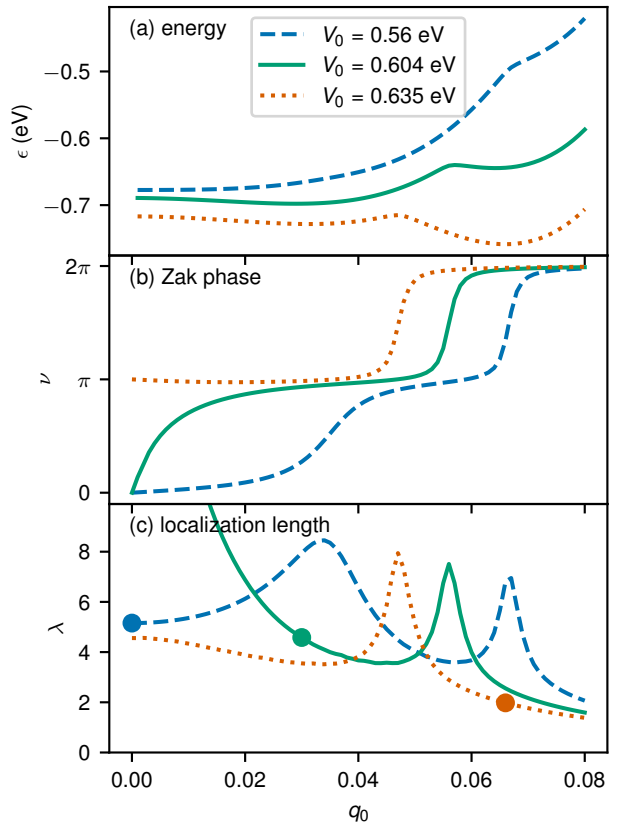 (a) energy
V₀ = 0.56 eV
V₀ = 0.604 eV
V₀ = 0.635 eV
ϵ (eV)
−0.5
−0.6
−0.7
(b) Zak phase
2π
π
0
ν
(c) localization length
8
6
4
2
0
λ
0.00 0.02 0.04 0.06 0.08
q₀